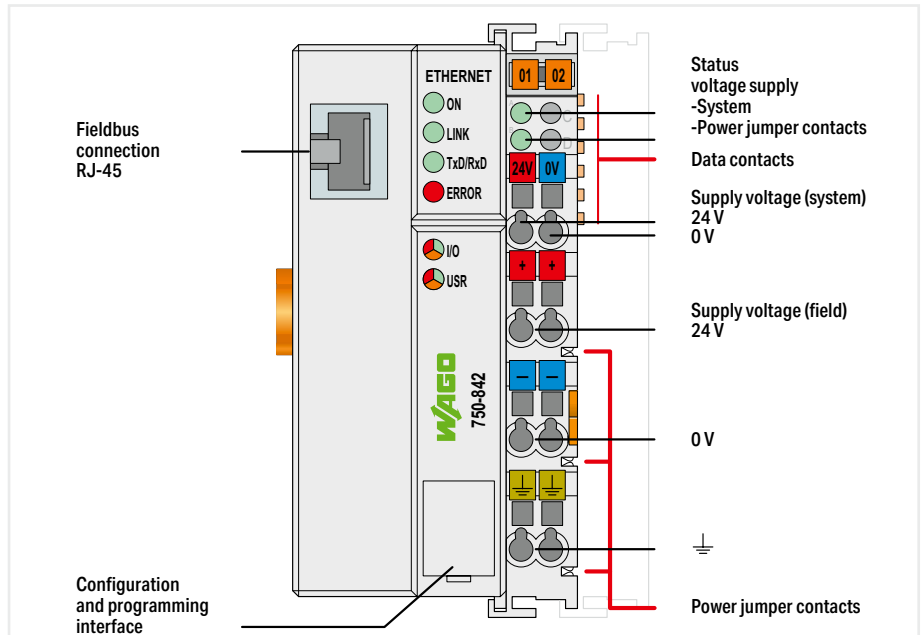 Fieldbus
connection
RJ-45
Configuration
and programming
interface
ETHERNET
ON
LINK
TxD/RxD
ERROR
I/O
USR
WAGO
750-842
01 02
A C
B D
24V 0V
+ +
— —
Status
voltage supply
-System
-Power jumper contacts
Data contacts
Supply voltage (system)
24 V
0 V
Supply voltage (field)
24 V
0 V
Power jumper contacts